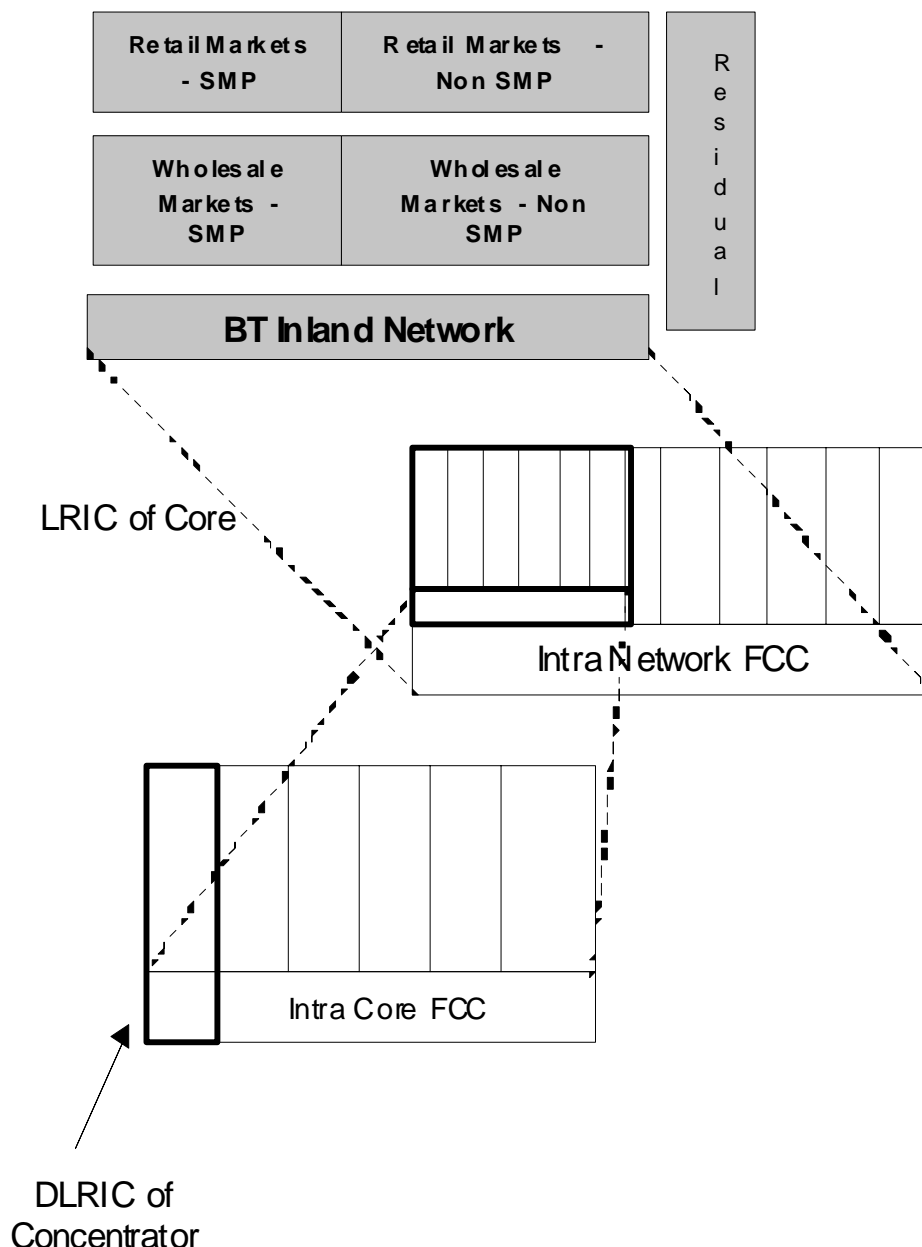 Retail Markets
- SMP
Retail Markets -
Non SMP
Residual
Wholesale
Markets -
SMP
Wholesale
Markets - Non
SMP
BT Inland Network
LRIC of Core
Intra Network FCC
Intra Core FCC
DLRIC of
Concentrator